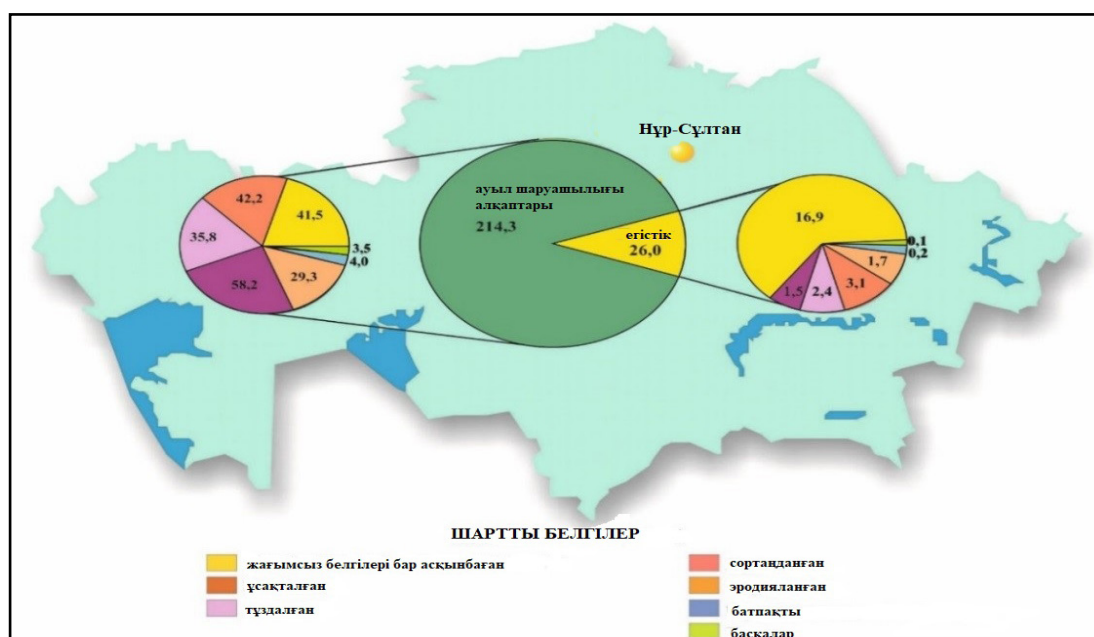 Нұр-Сұлтан
ауыл шаруашылығы
алқаптары
214,3
егістік
26,0
42,2
41,5
35,8
3,5
4,0
29,3
58,2
16,9
0,1
0,2
1,7
3,1
2,4
1,5
ШАРТТЫ БЕЛГІЛЕР
жағымсыз белгілері бар асқынбаған
ұсақталған
тұздалған
сортаңданған
эродияланған
батпақты
басқалар